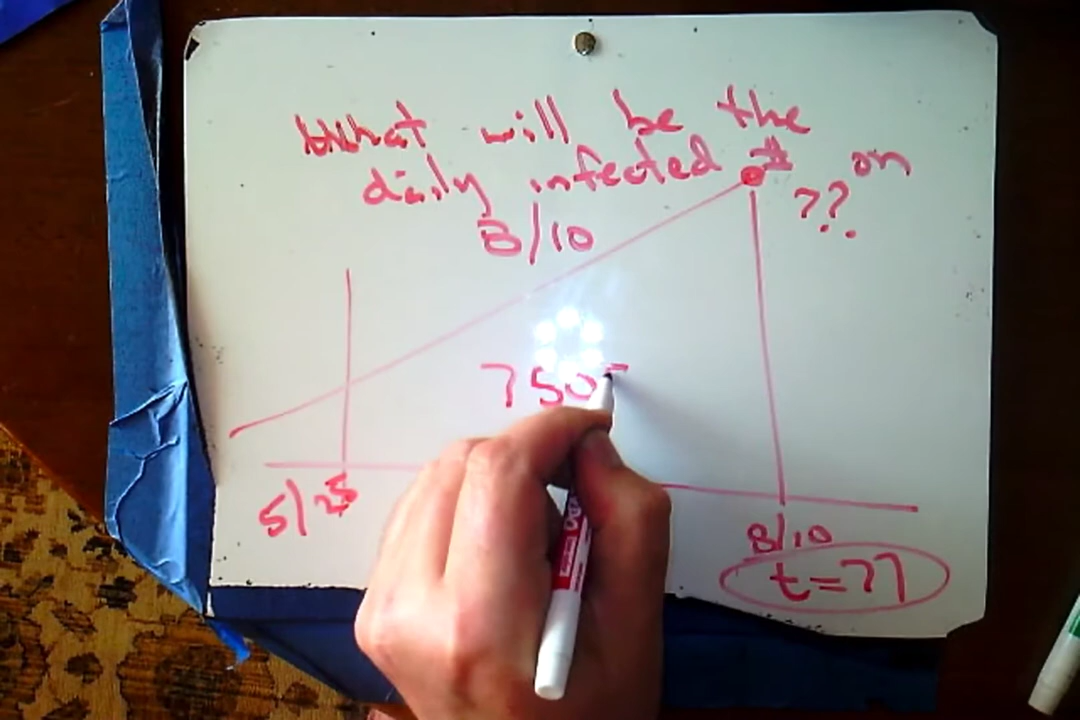 What will be the
daily infected # on
8/10 ??
750
5/25
8/10
t=77